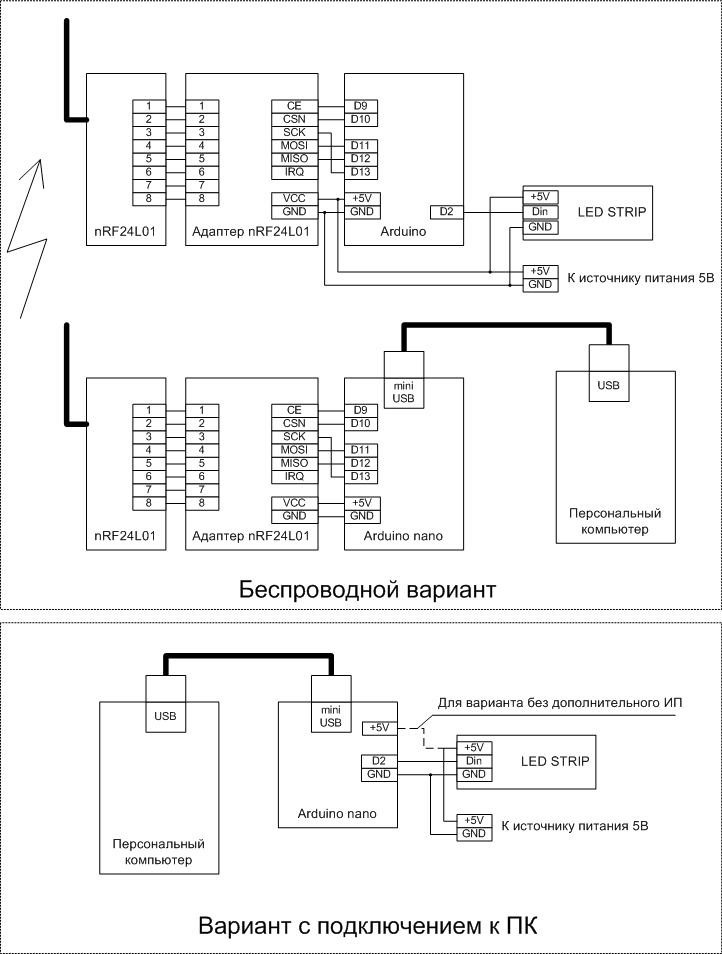 1 1 CE D9
2 2 CSN D10
3 3 SCK
4 4 MOSI D11
5 5 MISO D12
6 6 IRQ D13
7 7
8 8 VCC +5V +5V
GND GND D2 Din LED STRIP
GND
nRF24L01 Адаптер nRF24L01 Arduino
+5V
GND
К источнику питания 5В
mini
USB
USB
1 1 CE D9
2 2 CSN D10
3 3 SCK
4 4 MOSI D11
5 5 MISO D12
6 6 IRQ D13
7 7
8 8 VCC +5V
GND GND
Персональный
компьютер
nRF24L01 Адаптер nRF24L01 Arduino nano
Беспроводной вариант
USB
mini
USB
Для варианта без дополнительного ИП
+5V
+5V
D2 Din LED STRIP
GND GND
Arduino nano
+5V
GND
К источнику питания 5В
Персональный
компьютер
Вариант с подключением к ПК